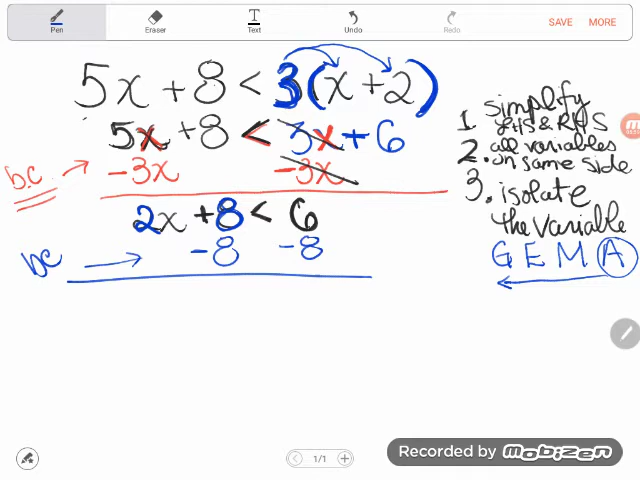 Pen
Eraser
Text
Undo
Redo
SAVE
MORE
5x + 8 < 3(x + 2)
5x + 8 < 3x + 6
bc → - 3x - 3x
2x + 8 < 6
bc → - 8 - 8
1 simplify
LHS & RHS
2. all variables
on same side
3. isolate
the variable
G E M A
1/1
Recorded by mobizen